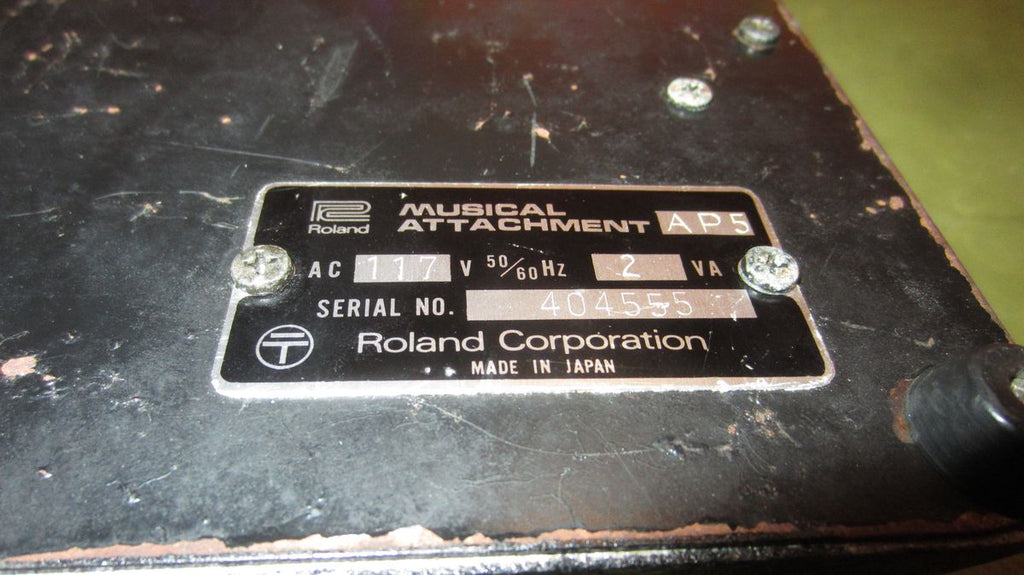 Roland
MUSICAL
ATTACHMENT AP5
AC 117 V 50/60Hz 2 VA
SERIAL NO. 404555
Roland Corporation
MADE IN JAPAN